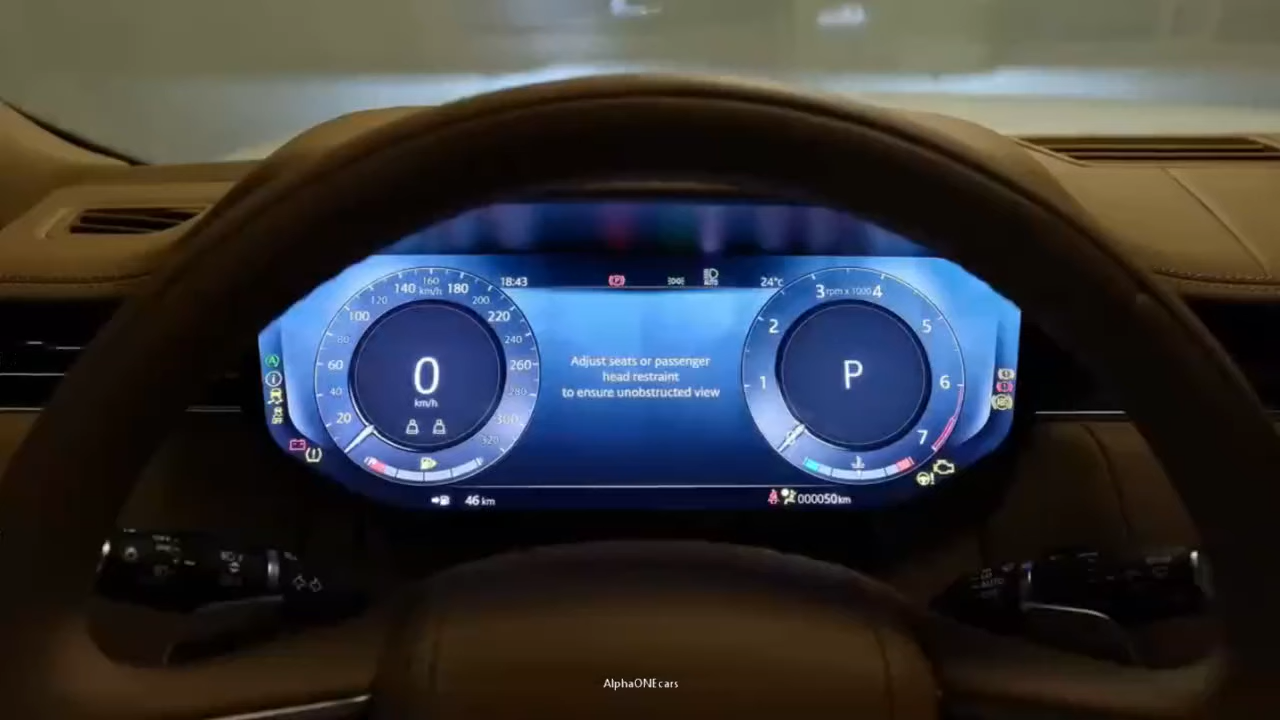 18:43
24°c
140 160 180
km/h
120 200
100 220
80 240
60 260
40 280
20 300
320
0
km/h
Adjust seats or passenger
head restraint
to ensure unobstructed view
3 rpm x 1000 4
2 5
1 6
7
P
46 km
000050km
AUTO
AlphaONEcars